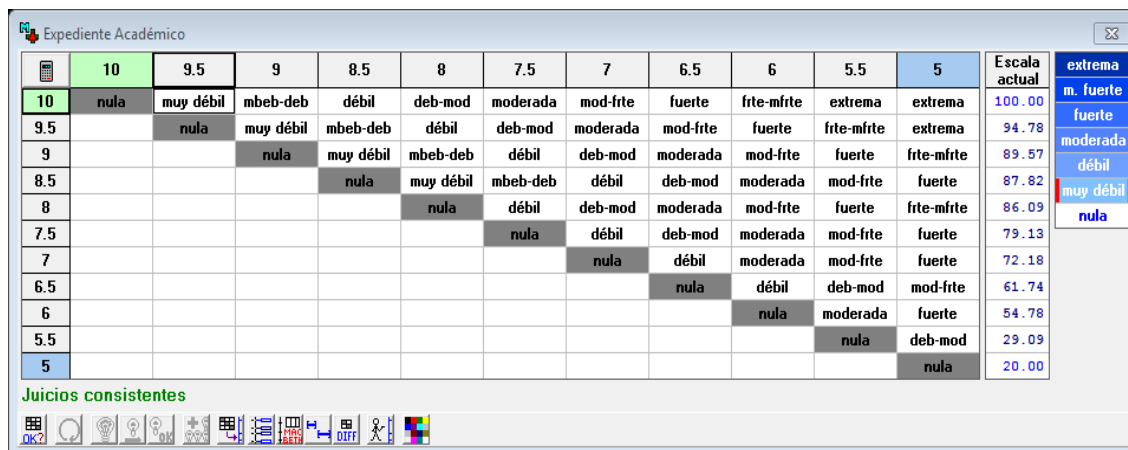 Expediente Académico
10 9.5 9 8.5 8 7.5 7 6.5 6 5.5 5 Escala actual extrema
10 nula muy débil mbeb-deb débil deb-mod moderada mod-frte fuerte frte-mfrte extrema extrema 100.00 m. fuerte
9.5 nula muy débil mbeb-deb débil deb-mod moderada mod-frte fuerte frte-mfrte extrema 94.78 fuerte
9 nula muy débil mbeb-deb débil deb-mod moderada mod-frte fuerte frte-mfrte 89.57 moderada
8.5 nula muy débil mbeb-deb débil deb-mod moderada mod-frte fuerte 87.82 débil
8 nula débil deb-mod moderada mod-frte fuerte frte-mfrte 86.09 muy débil
7.5 nula débil deb-mod moderada mod-frte fuerte 79.13 nula
7 nula débil moderada mod-frte fuerte 72.18
6.5 nula débil deb-mod mod-frte 61.74
6 nula moderada fuerte 54.78
5.5 nula deb-mod 29.09
5 nula 20.00
Juicios consistentes
OK? OK MAC BETH DIFF